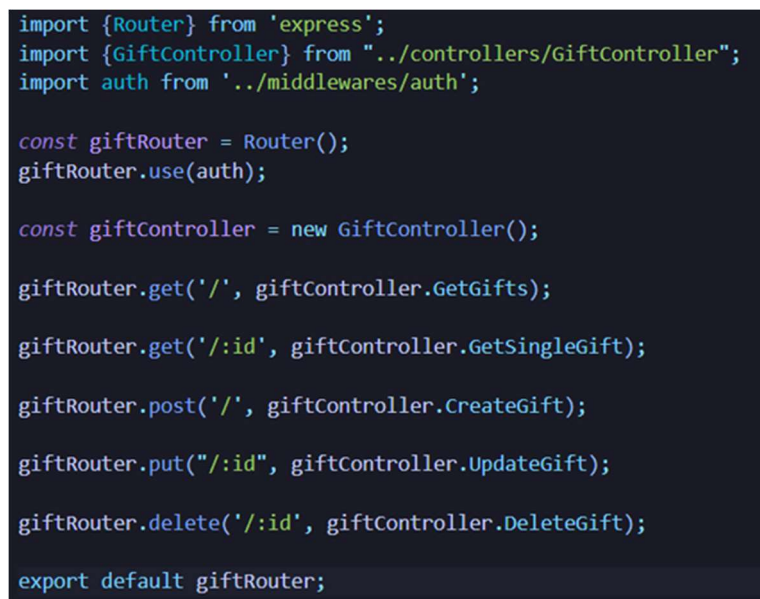 import {Router} from 'express';
import {GiftController} from "../controllers/GiftController";
import auth from '../middlewares/auth';
const giftRouter = Router();
giftRouter.use(auth);
const giftController = new GiftController();
giftRouter.get('/', giftController.GetGifts);
giftRouter.get('/:id', giftController.GetSingleGift);
giftRouter.post('/', giftController.CreateGift);
giftRouter.put("/:id", giftController.UpdateGift);
giftRouter.delete('/:id', giftController.DeleteGift);
export default giftRouter;